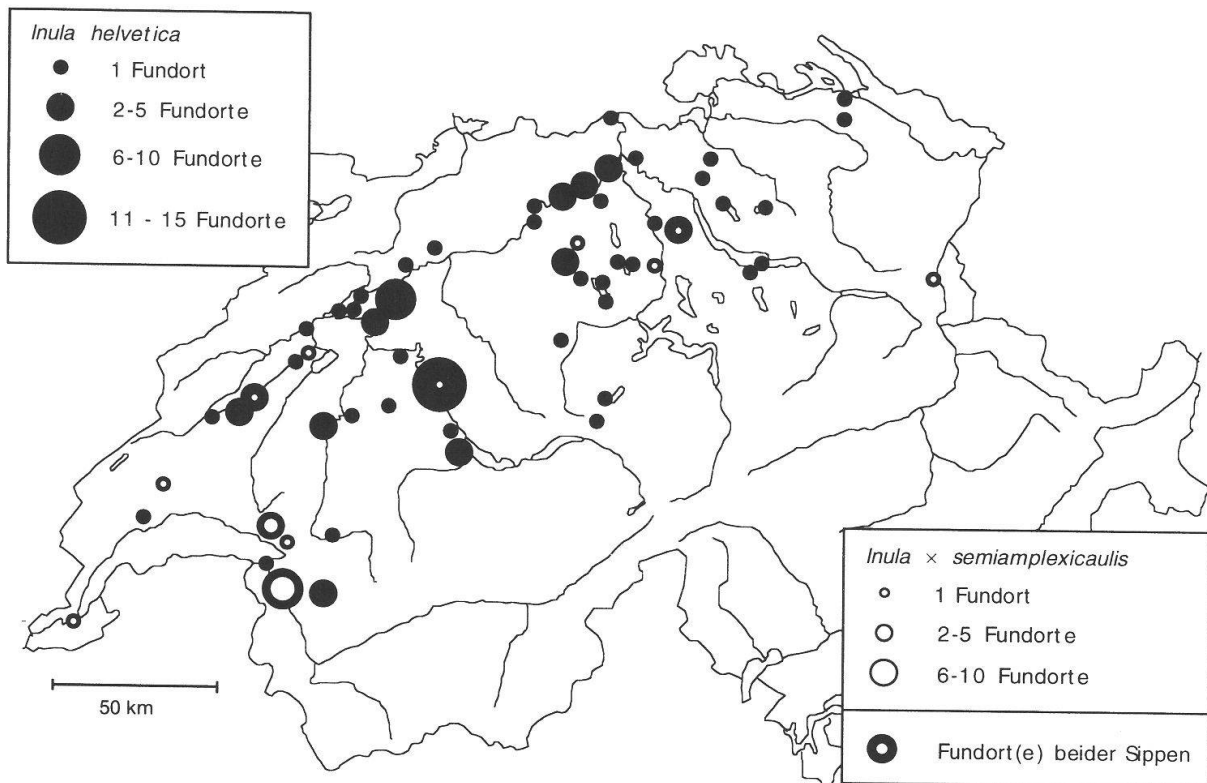 Inula helvetica
1 Fundort
2-5 Fundorte
6-10 Fundorte
11 - 15 Fundorte
50 km
Inula × semiamplexicaulis
1 Fundort
2-5 Fundorte
6-10 Fundorte
Fundort(e) beider Sippen